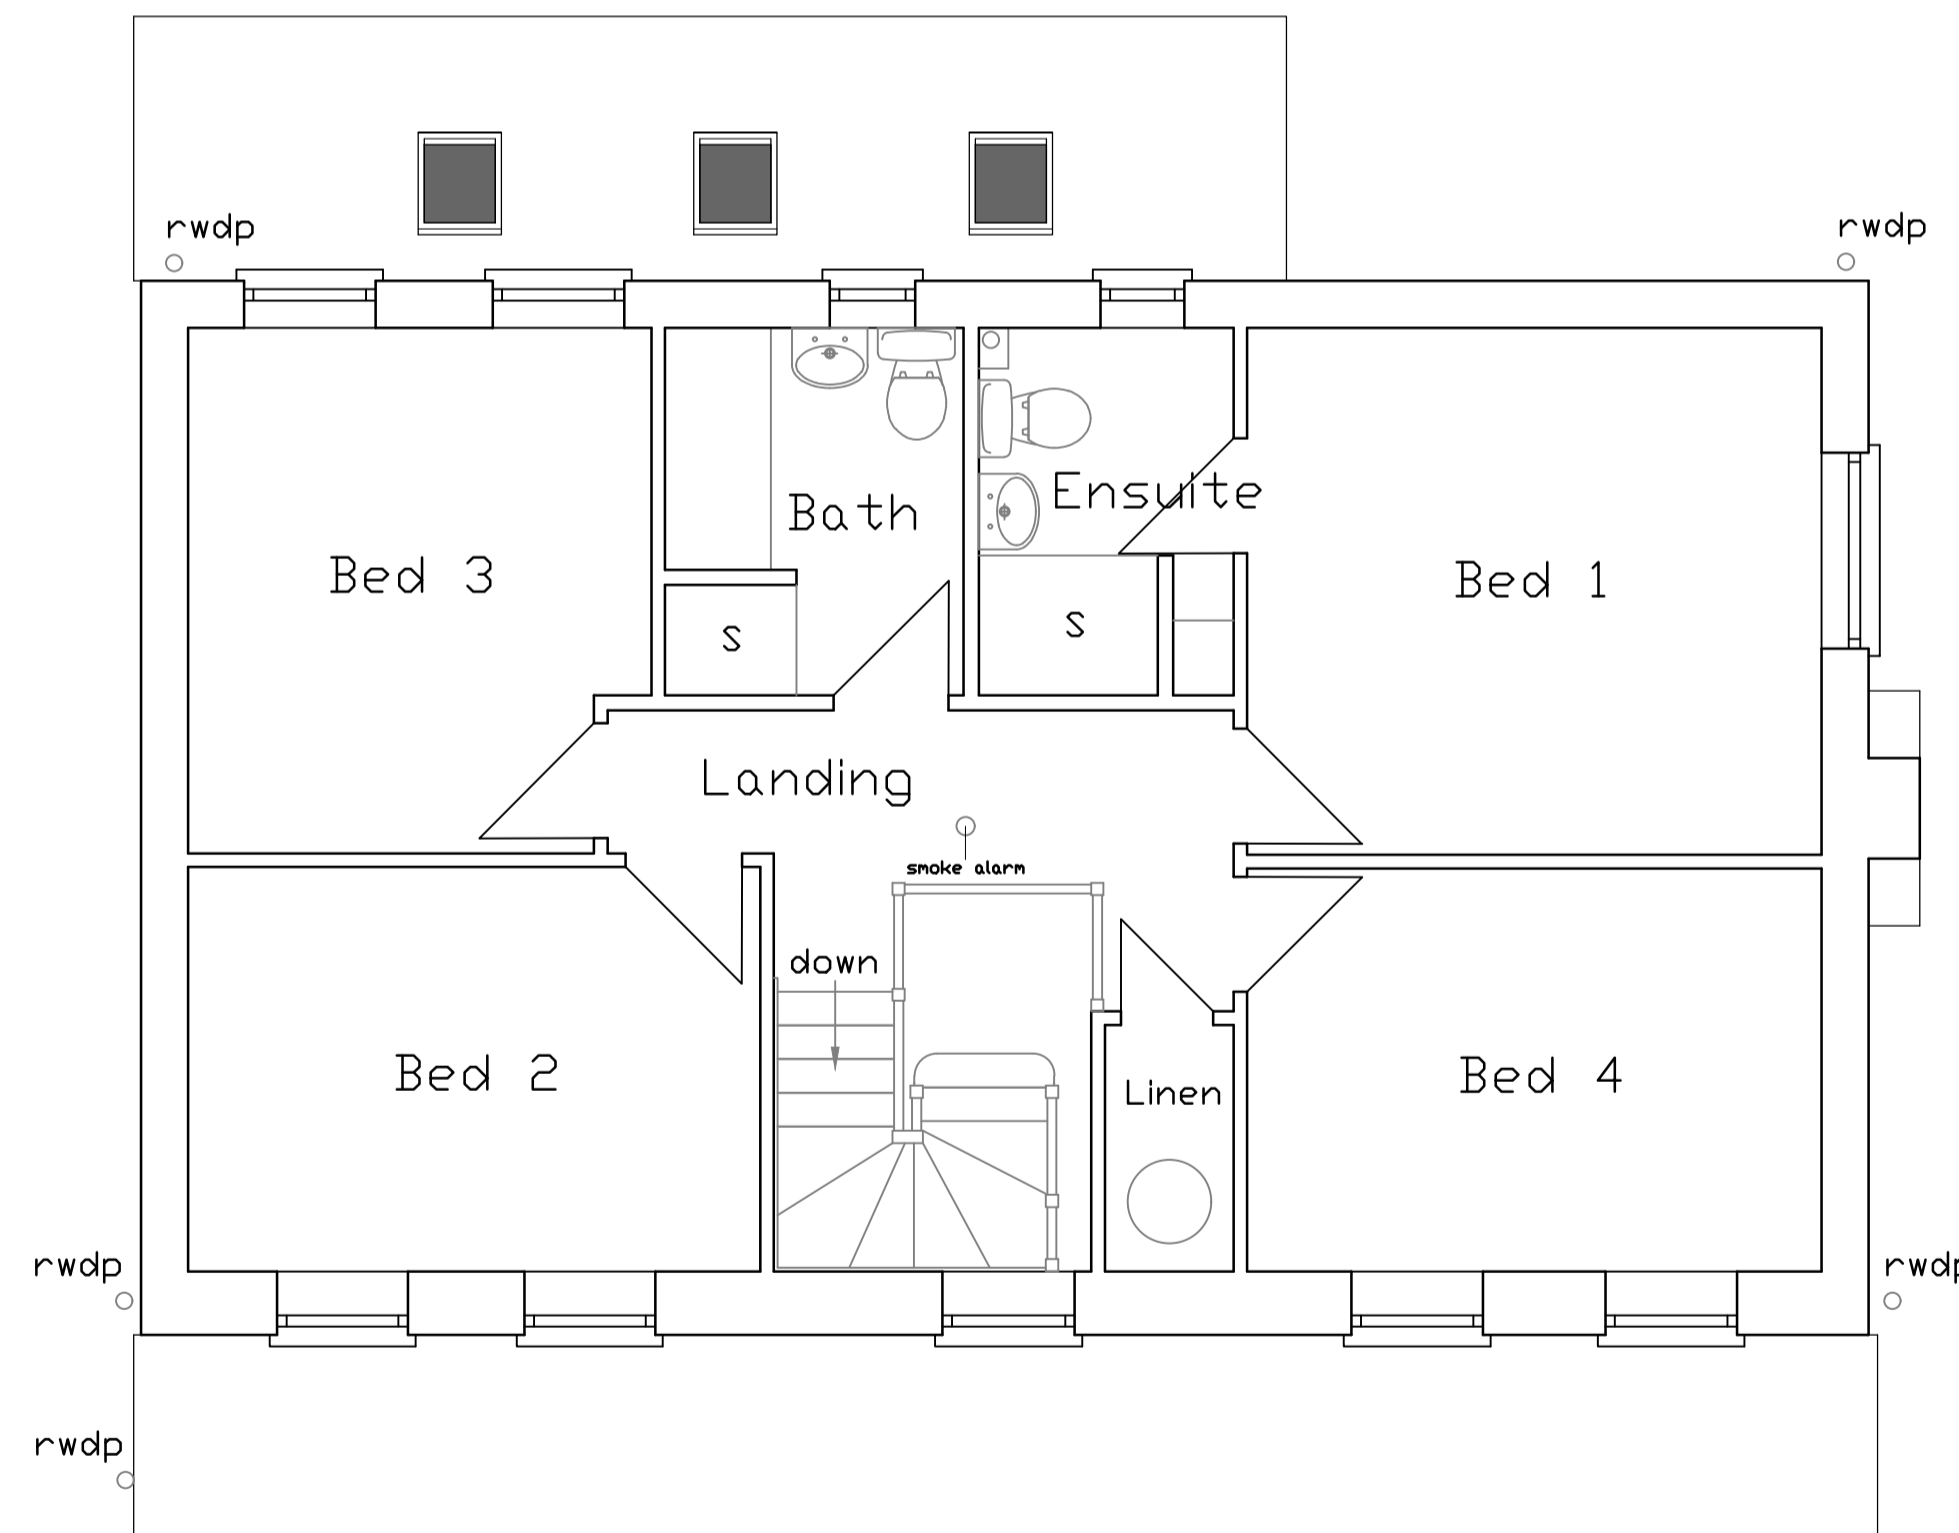 rwdp
rwdp
Bath
Ensuite
Bed 3
Bed 1
s
s
Landing
smoke alarm
down
Bed 2
Bed 4
Linen
rwdp
rwdp
rwdp